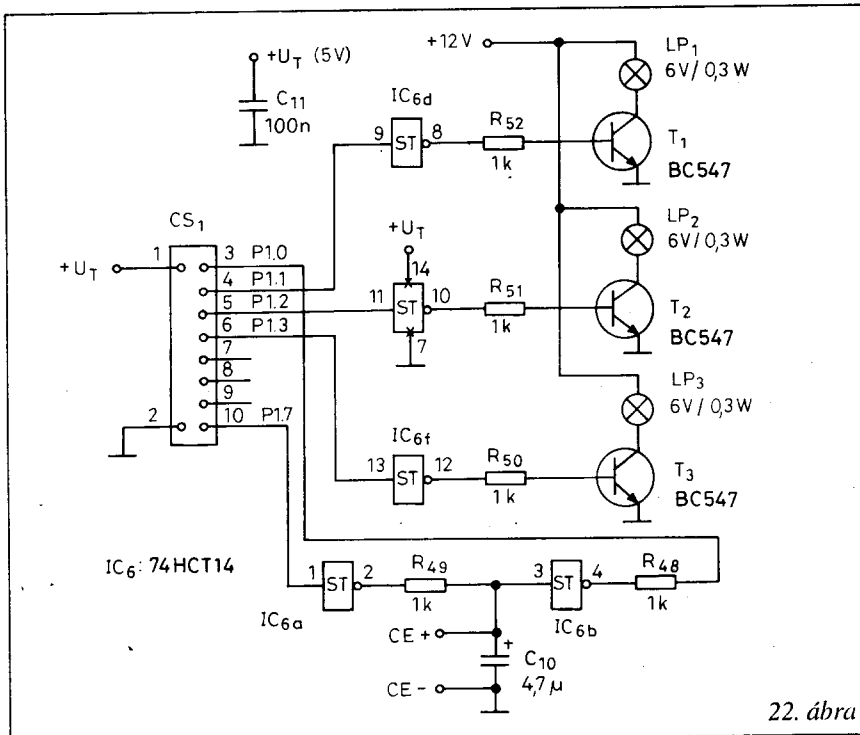 +12V
LP1
6V/0,3W
+UT (5V)
C11
100n
IC6d
9
ST
8
R52
1k
T1
BC547
CS1
+UT
1
3
P1.0
4
P1.1
5
P1.2
6
P1.3
7
8
9
2
10
P1.7
+UT
14
11
ST
10
7
R51
1k
LP2
6V/0,3W
T2
BC547
LP3
6V/0,3W
IC6f
13
ST
12
R50
1k
T3
BC547
IC6: 74HCT14
1
ST
2
IC6a
R49
1k
3
ST
4
IC6b
R48
1k
CE+
+
C10
4,7µ
CE-
22. ábra